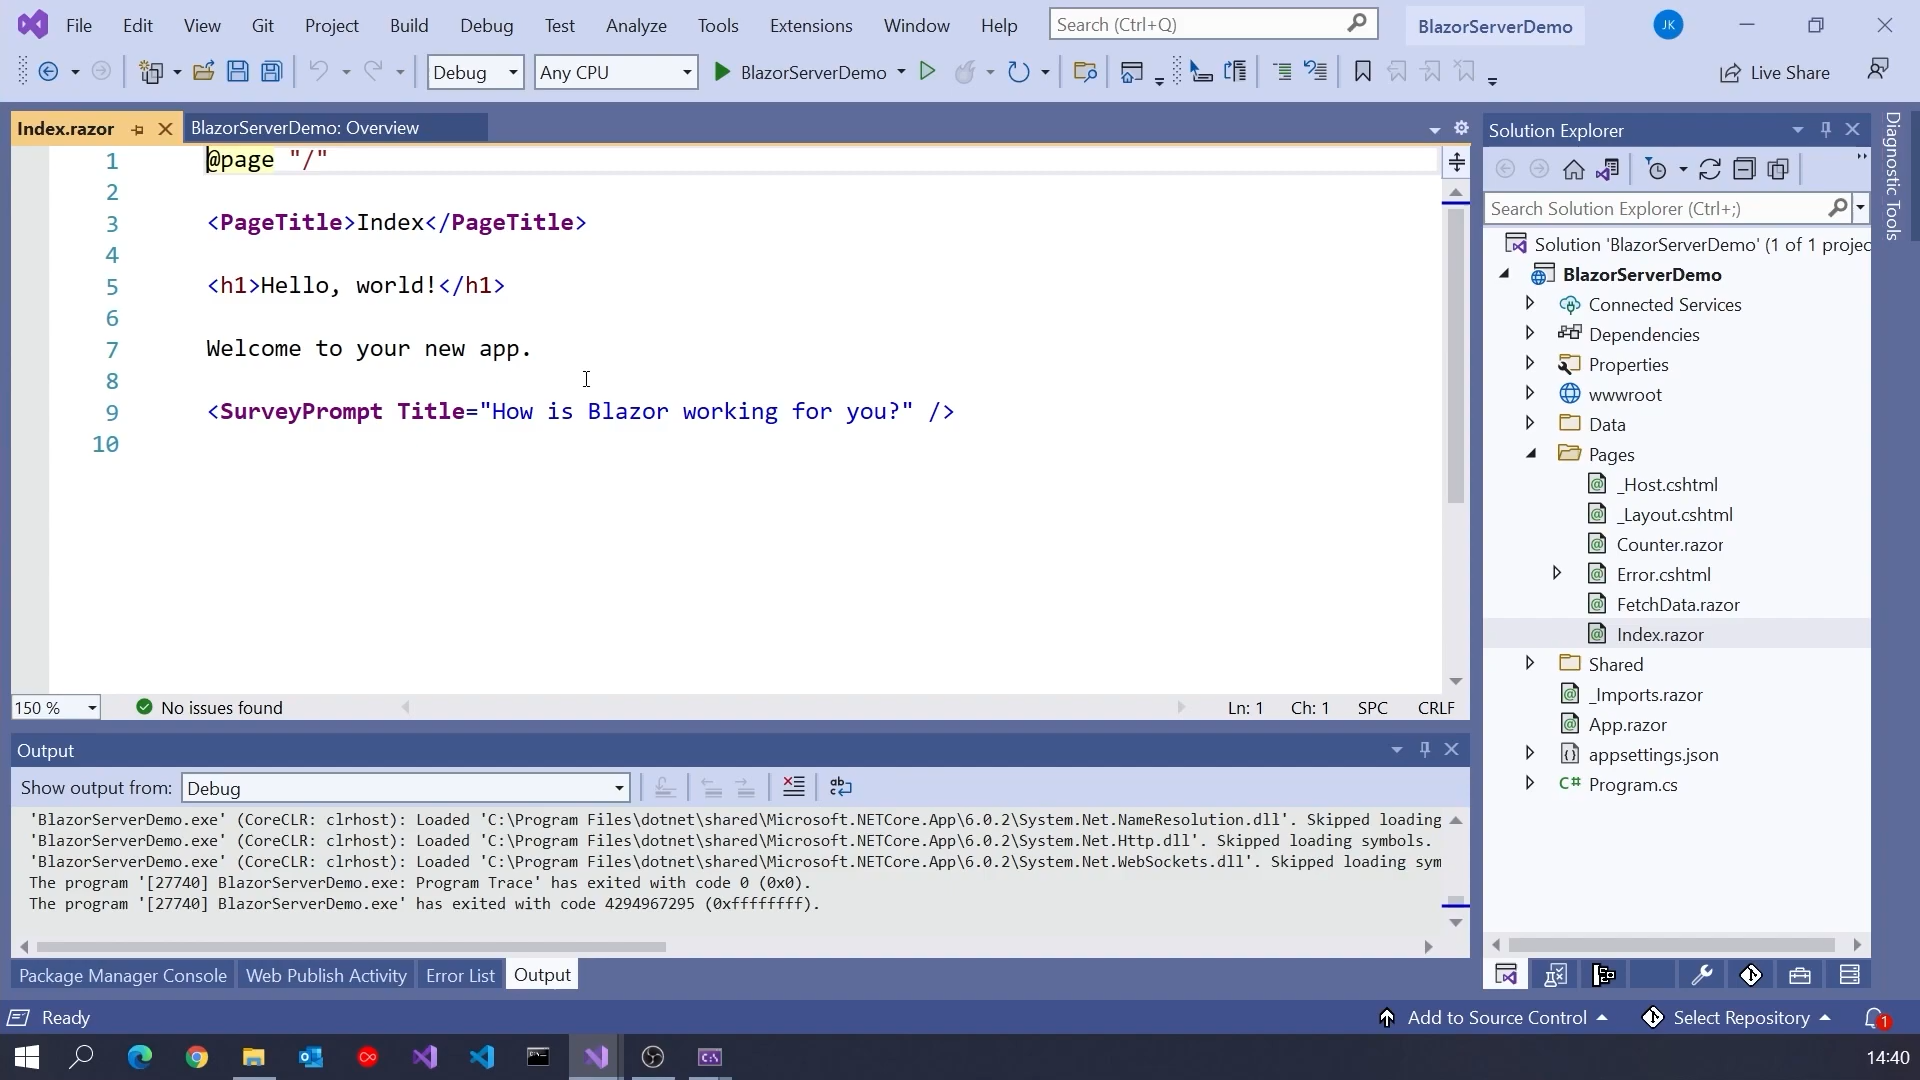 File Edit View Git Project Build Debug Test Analyze Tools Extensions Window Help Search (Ctrl+Q) BlazorServerDemo JK
Debug Any CPU BlazorServerDemo Live Share
Index.razor BlazorServerDemo: Overview
1 @page "/"
2
3 <PageTitle>Index</PageTitle>
4
5 <h1>Hello, world!</h1>
6
7 Welcome to your new app.
8
9 <SurveyPrompt Title="How is Blazor working for you?" />
10
150 % No issues found Ln: 1 Ch: 1 SPC CRLF
Output
Show output from: Debug
'BlazorServerDemo.exe' (CoreCLR: clrhost): Loaded 'C:\Program Files\dotnet\shared\Microsoft.NETCore.App\6.0.2\System.Net.NameResolution.dll'. Skipped loading
'BlazorServerDemo.exe' (CoreCLR: clrhost): Loaded 'C:\Program Files\dotnet\shared\Microsoft.NETCore.App\6.0.2\System.Net.Http.dll'. Skipped loading symbols.
'BlazorServerDemo.exe' (CoreCLR: clrhost): Loaded 'C:\Program Files\dotnet\shared\Microsoft.NETCore.App\6.0.2\System.Net.WebSockets.dll'. Skipped loading sym
The program '[27740] BlazorServerDemo.exe: Program Trace' has exited with code 0 (0x0).
The program '[27740] BlazorServerDemo.exe' has exited with code 4294967295 (0xffffffff).
Package Manager Console Web Publish Activity Error List Output
Solution Explorer
Search Solution Explorer (Ctrl+;)
Solution 'BlazorServerDemo' (1 of 1 projec
BlazorServerDemo
Connected Services
Dependencies
Properties
wwwroot
Data
Pages
_Host.cshtml
_Layout.cshtml
Counter.razor
Error.cshtml
FetchData.razor
Index.razor
Shared
_Imports.razor
App.razor
appsettings.json
C# Program.cs
Diagnostic Tools
Ready Add to Source Control Select Repository 1
14:40